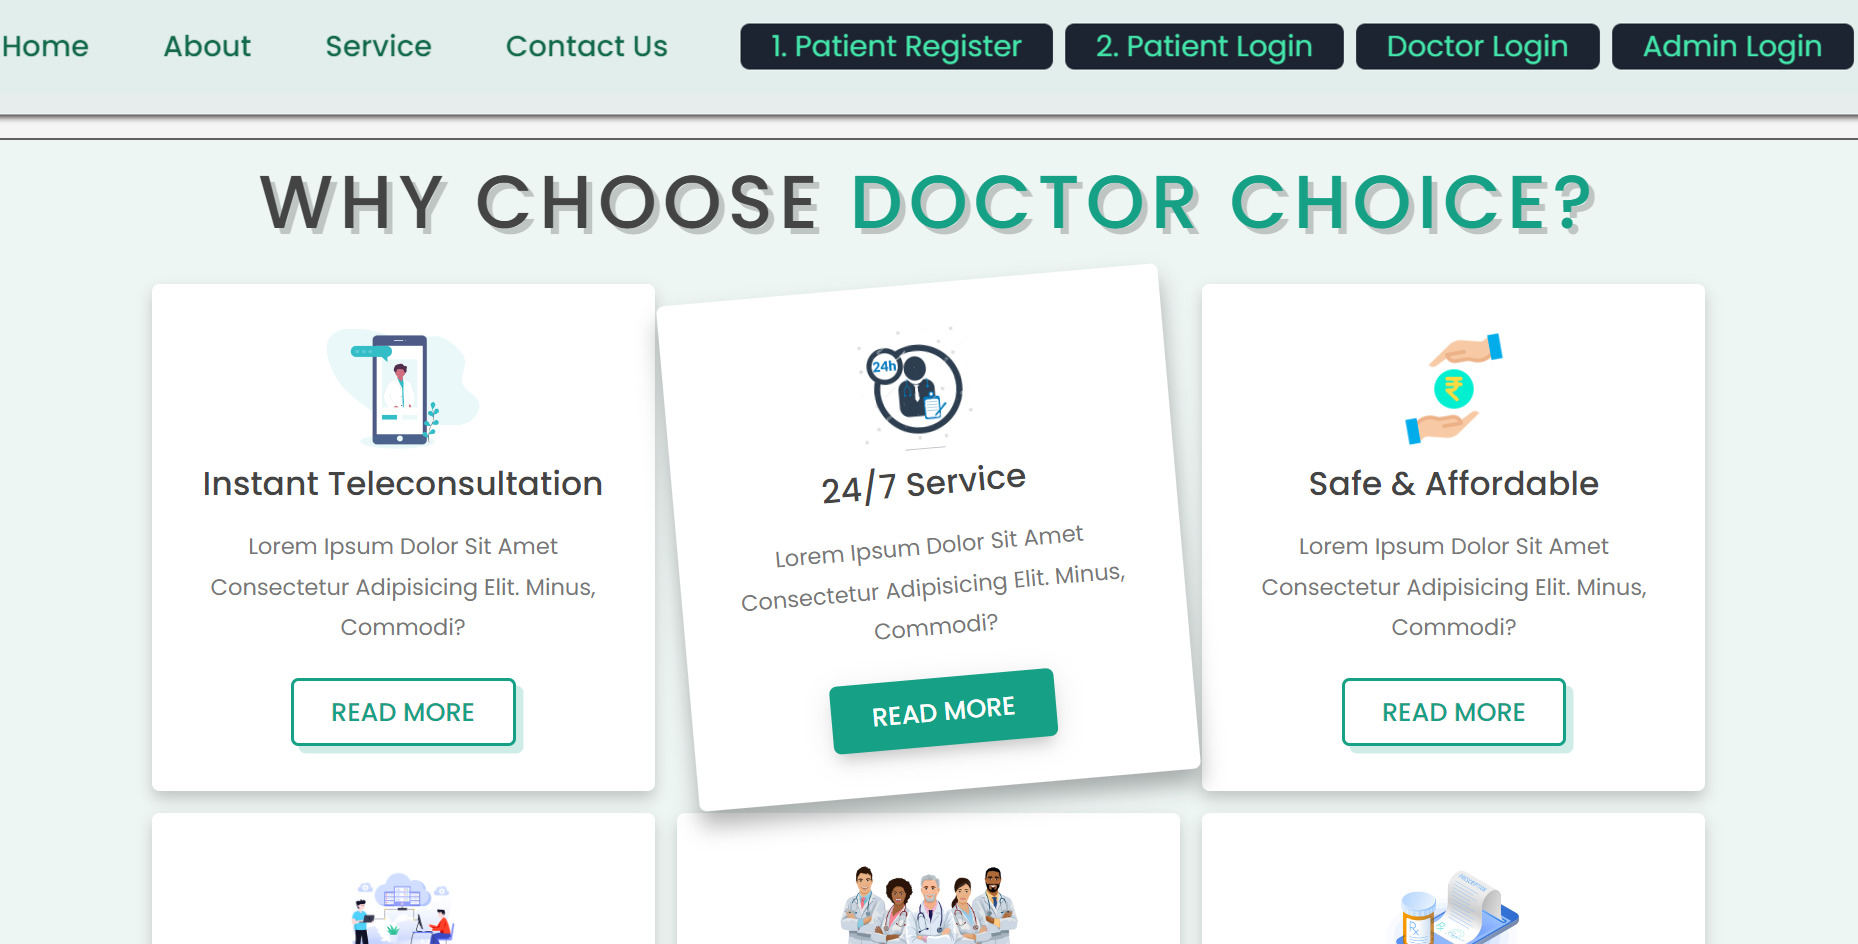 Home About Service Contact Us 1. Patient Register 2. Patient Login Doctor Login Admin Login
WHY CHOOSE DOCTOR CHOICE?
24h
₹
Instant Teleconsultation
Lorem Ipsum Dolor Sit Amet
Consectetur Adipisicing Elit. Minus,
Commodi?
READ MORE
24/7 Service
Lorem Ipsum Dolor Sit Amet
Consectetur Adipisicing Elit. Minus,
Commodi?
READ MORE
Safe & Affordable
Lorem Ipsum Dolor Sit Amet
Consectetur Adipisicing Elit. Minus,
Commodi?
READ MORE
PRESCRIPTION